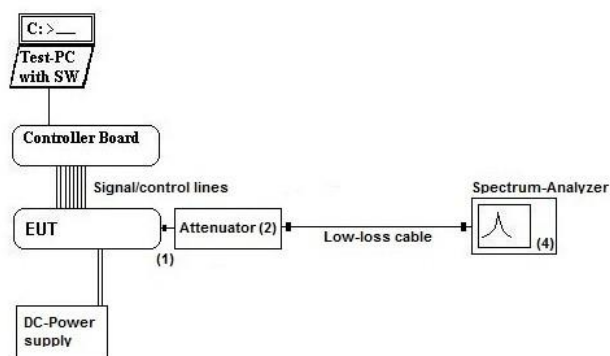 C: >__
Test-PC
with SW
Controller Board
Signal/control lines
Spectrum-Analyzer
EUT
Attenuator (2)
Low-loss cable
(4)
(1)
DC-Power
supply